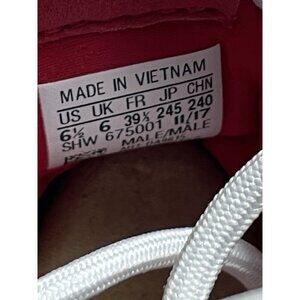 MADE IN VIETNAM
US UK FR JP CHN
6½ 6 39⅓ 245 240
SHW 675001 11/17
MALE/MALE